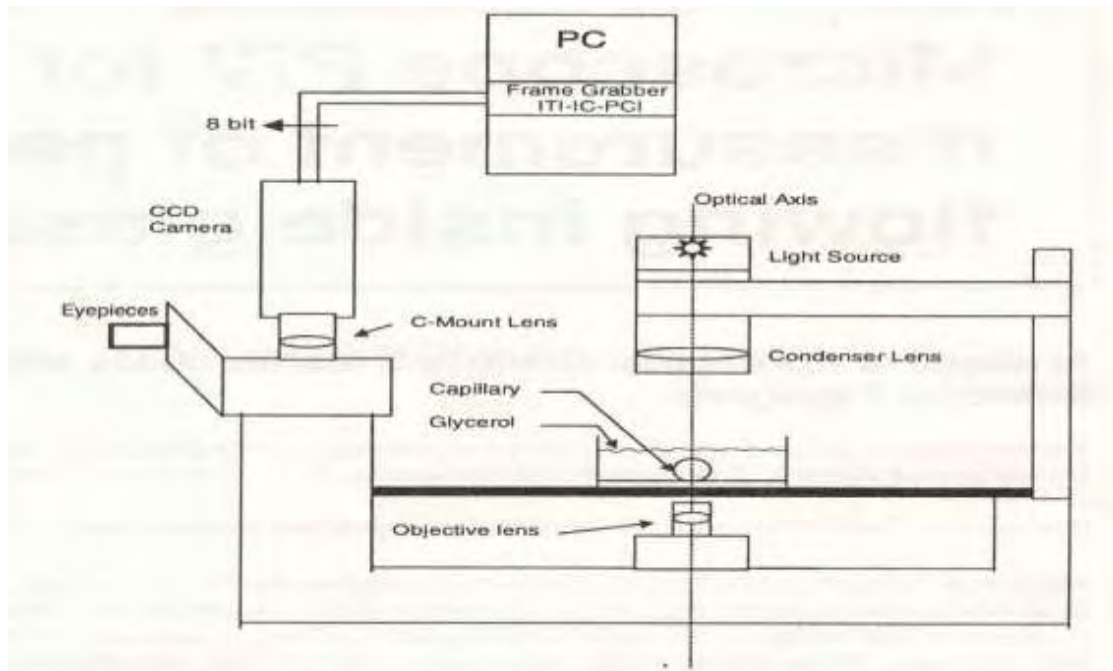 PC
Frame Grabber
ITI-IC-PCI
8 bit
Optical Axis
CCD
Camera
Light Source
Eyepieces
C-Mount Lens
Condenser Lens
Capillary
Glycerol
Objective lens